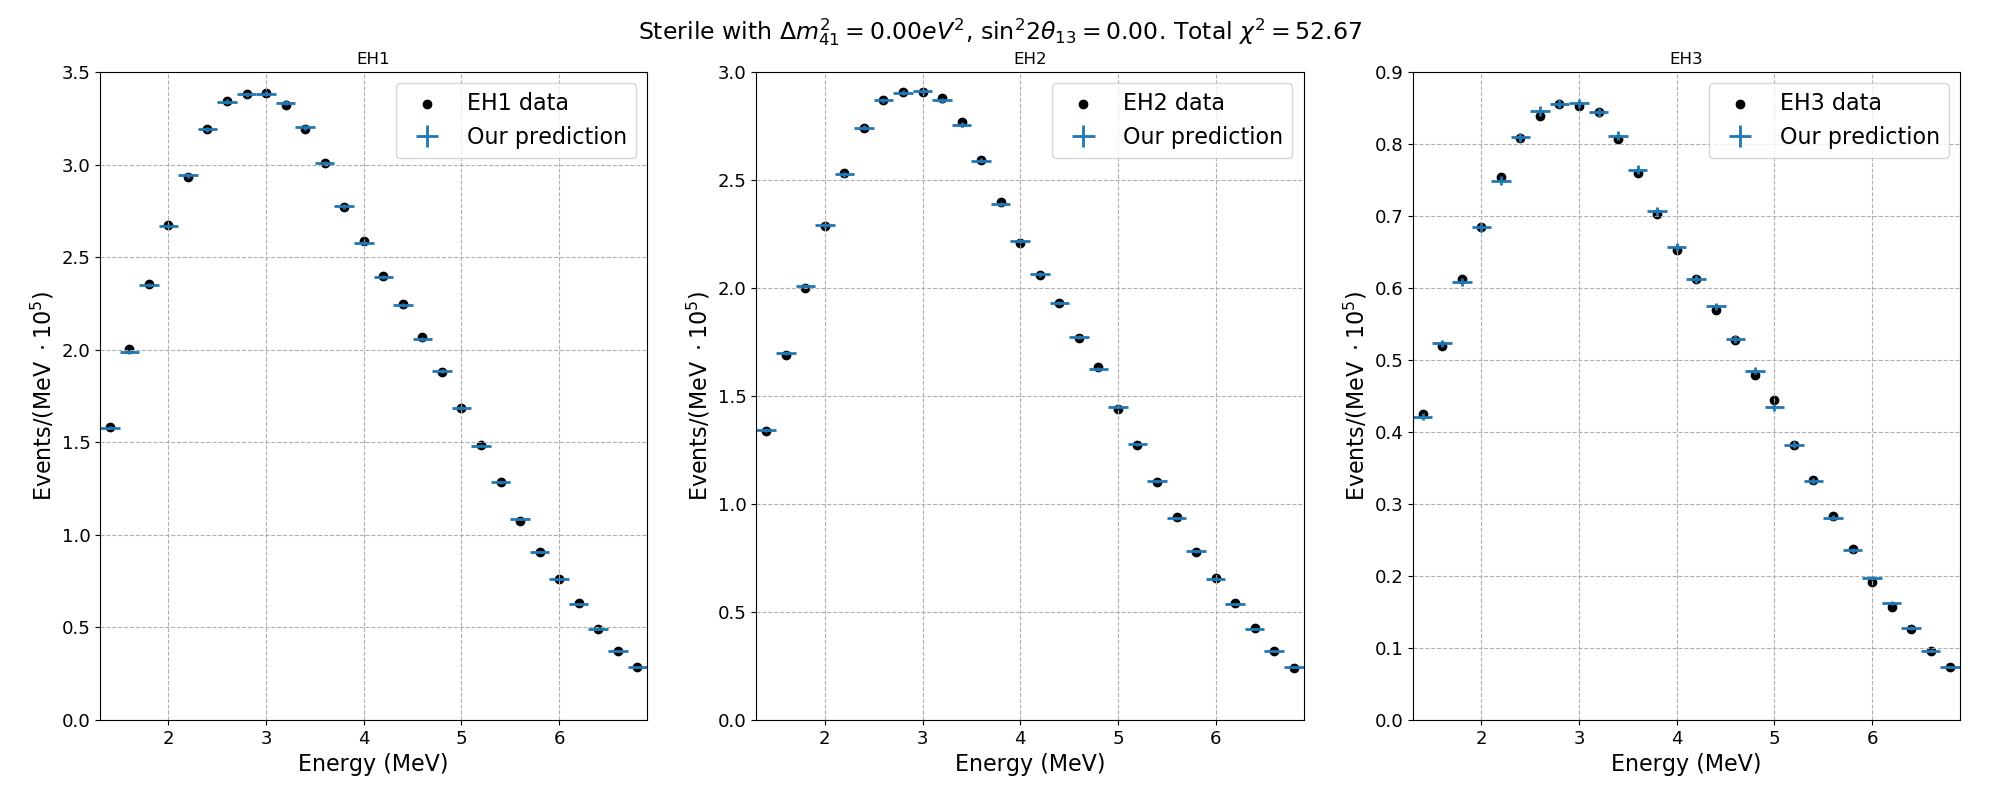 Sterile with Δm²₄₁ = 0.00eV², sin²2θ₁₃ = 0.00. Total χ² = 52.67
EH1
3.5
3.0
2.5
2.0
1.5
1.0
0.5
0.0
2 3 4 5 6
Events/(MeV · 10⁵)
Energy (MeV)
EH1 data
Our prediction
EH2
3.0
2.5
2.0
1.5
1.0
0.5
0.0
2 3 4 5 6
Events/(MeV · 10⁵)
Energy (MeV)
EH2 data
Our prediction
EH3
0.9
0.8
0.7
0.6
0.5
0.4
0.3
0.2
0.1
0.0
2 3 4 5 6
Events/(MeV · 10⁵)
Energy (MeV)
EH3 data
Our prediction